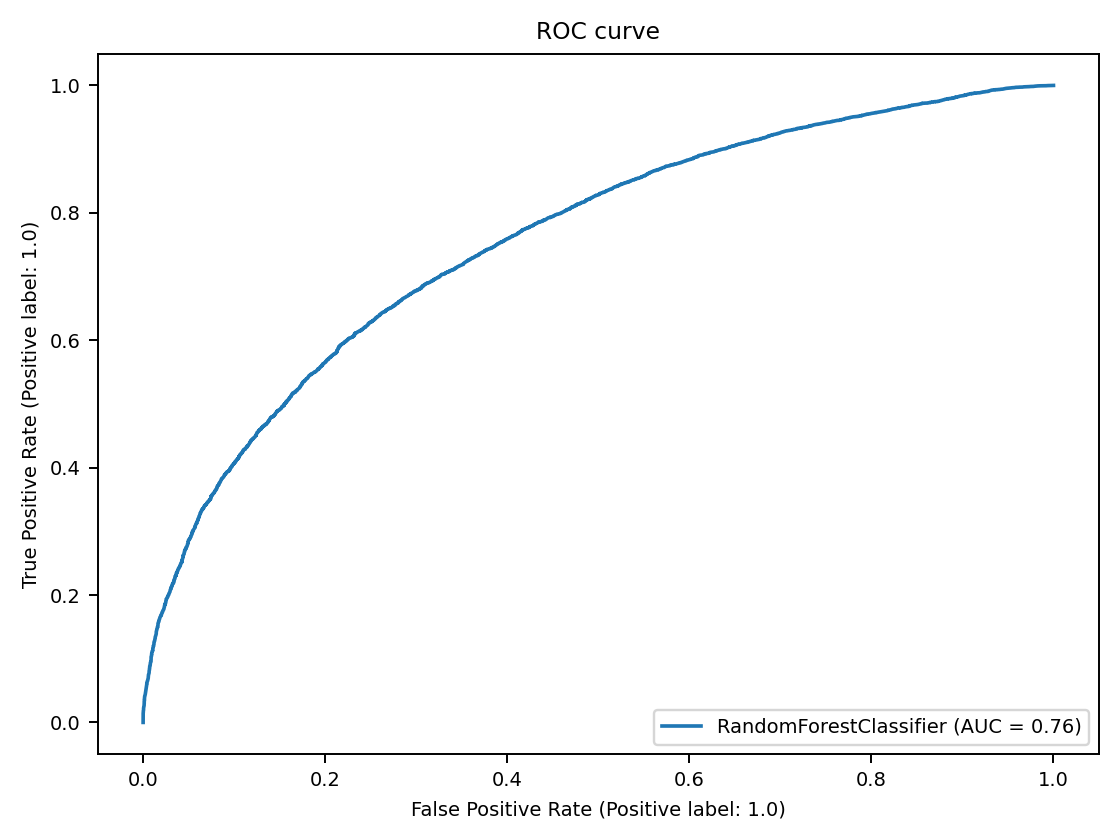 ROC curve
True Positive Rate (Positive label: 1.0)
1.0
0.8
0.6
0.4
0.2
0.0
RandomForestClassifier (AUC = 0.76)
0.0 0.2 0.4 0.6 0.8 1.0
False Positive Rate (Positive label: 1.0)